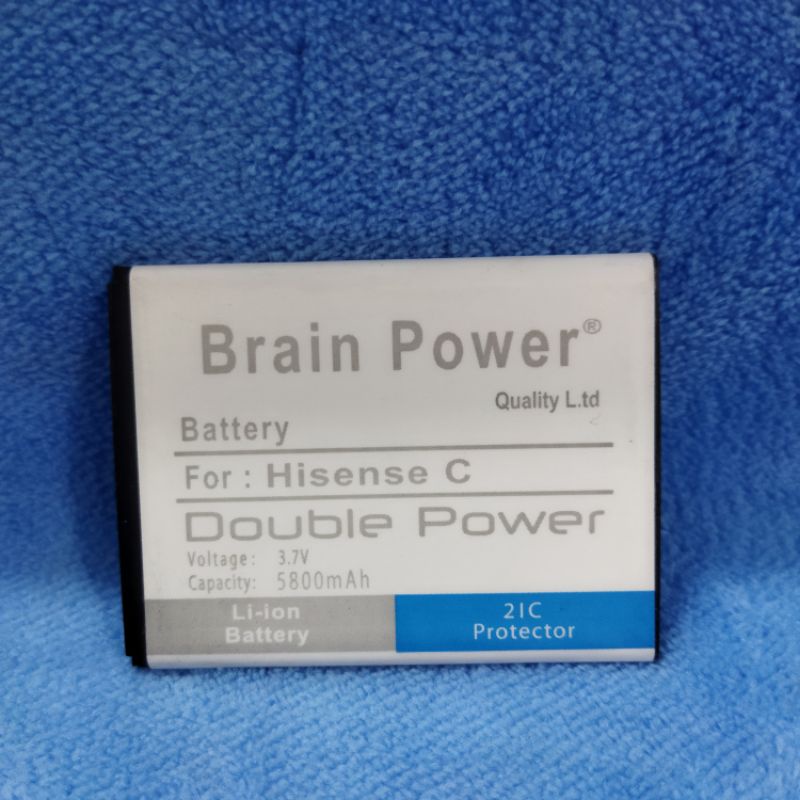 Brain Power®
Quality L.td
Battery
For : Hisense C
Double Power
Voltage: 3.7V
Capacity: 5800mAh
Li-ion
Battery
2IC
Protector